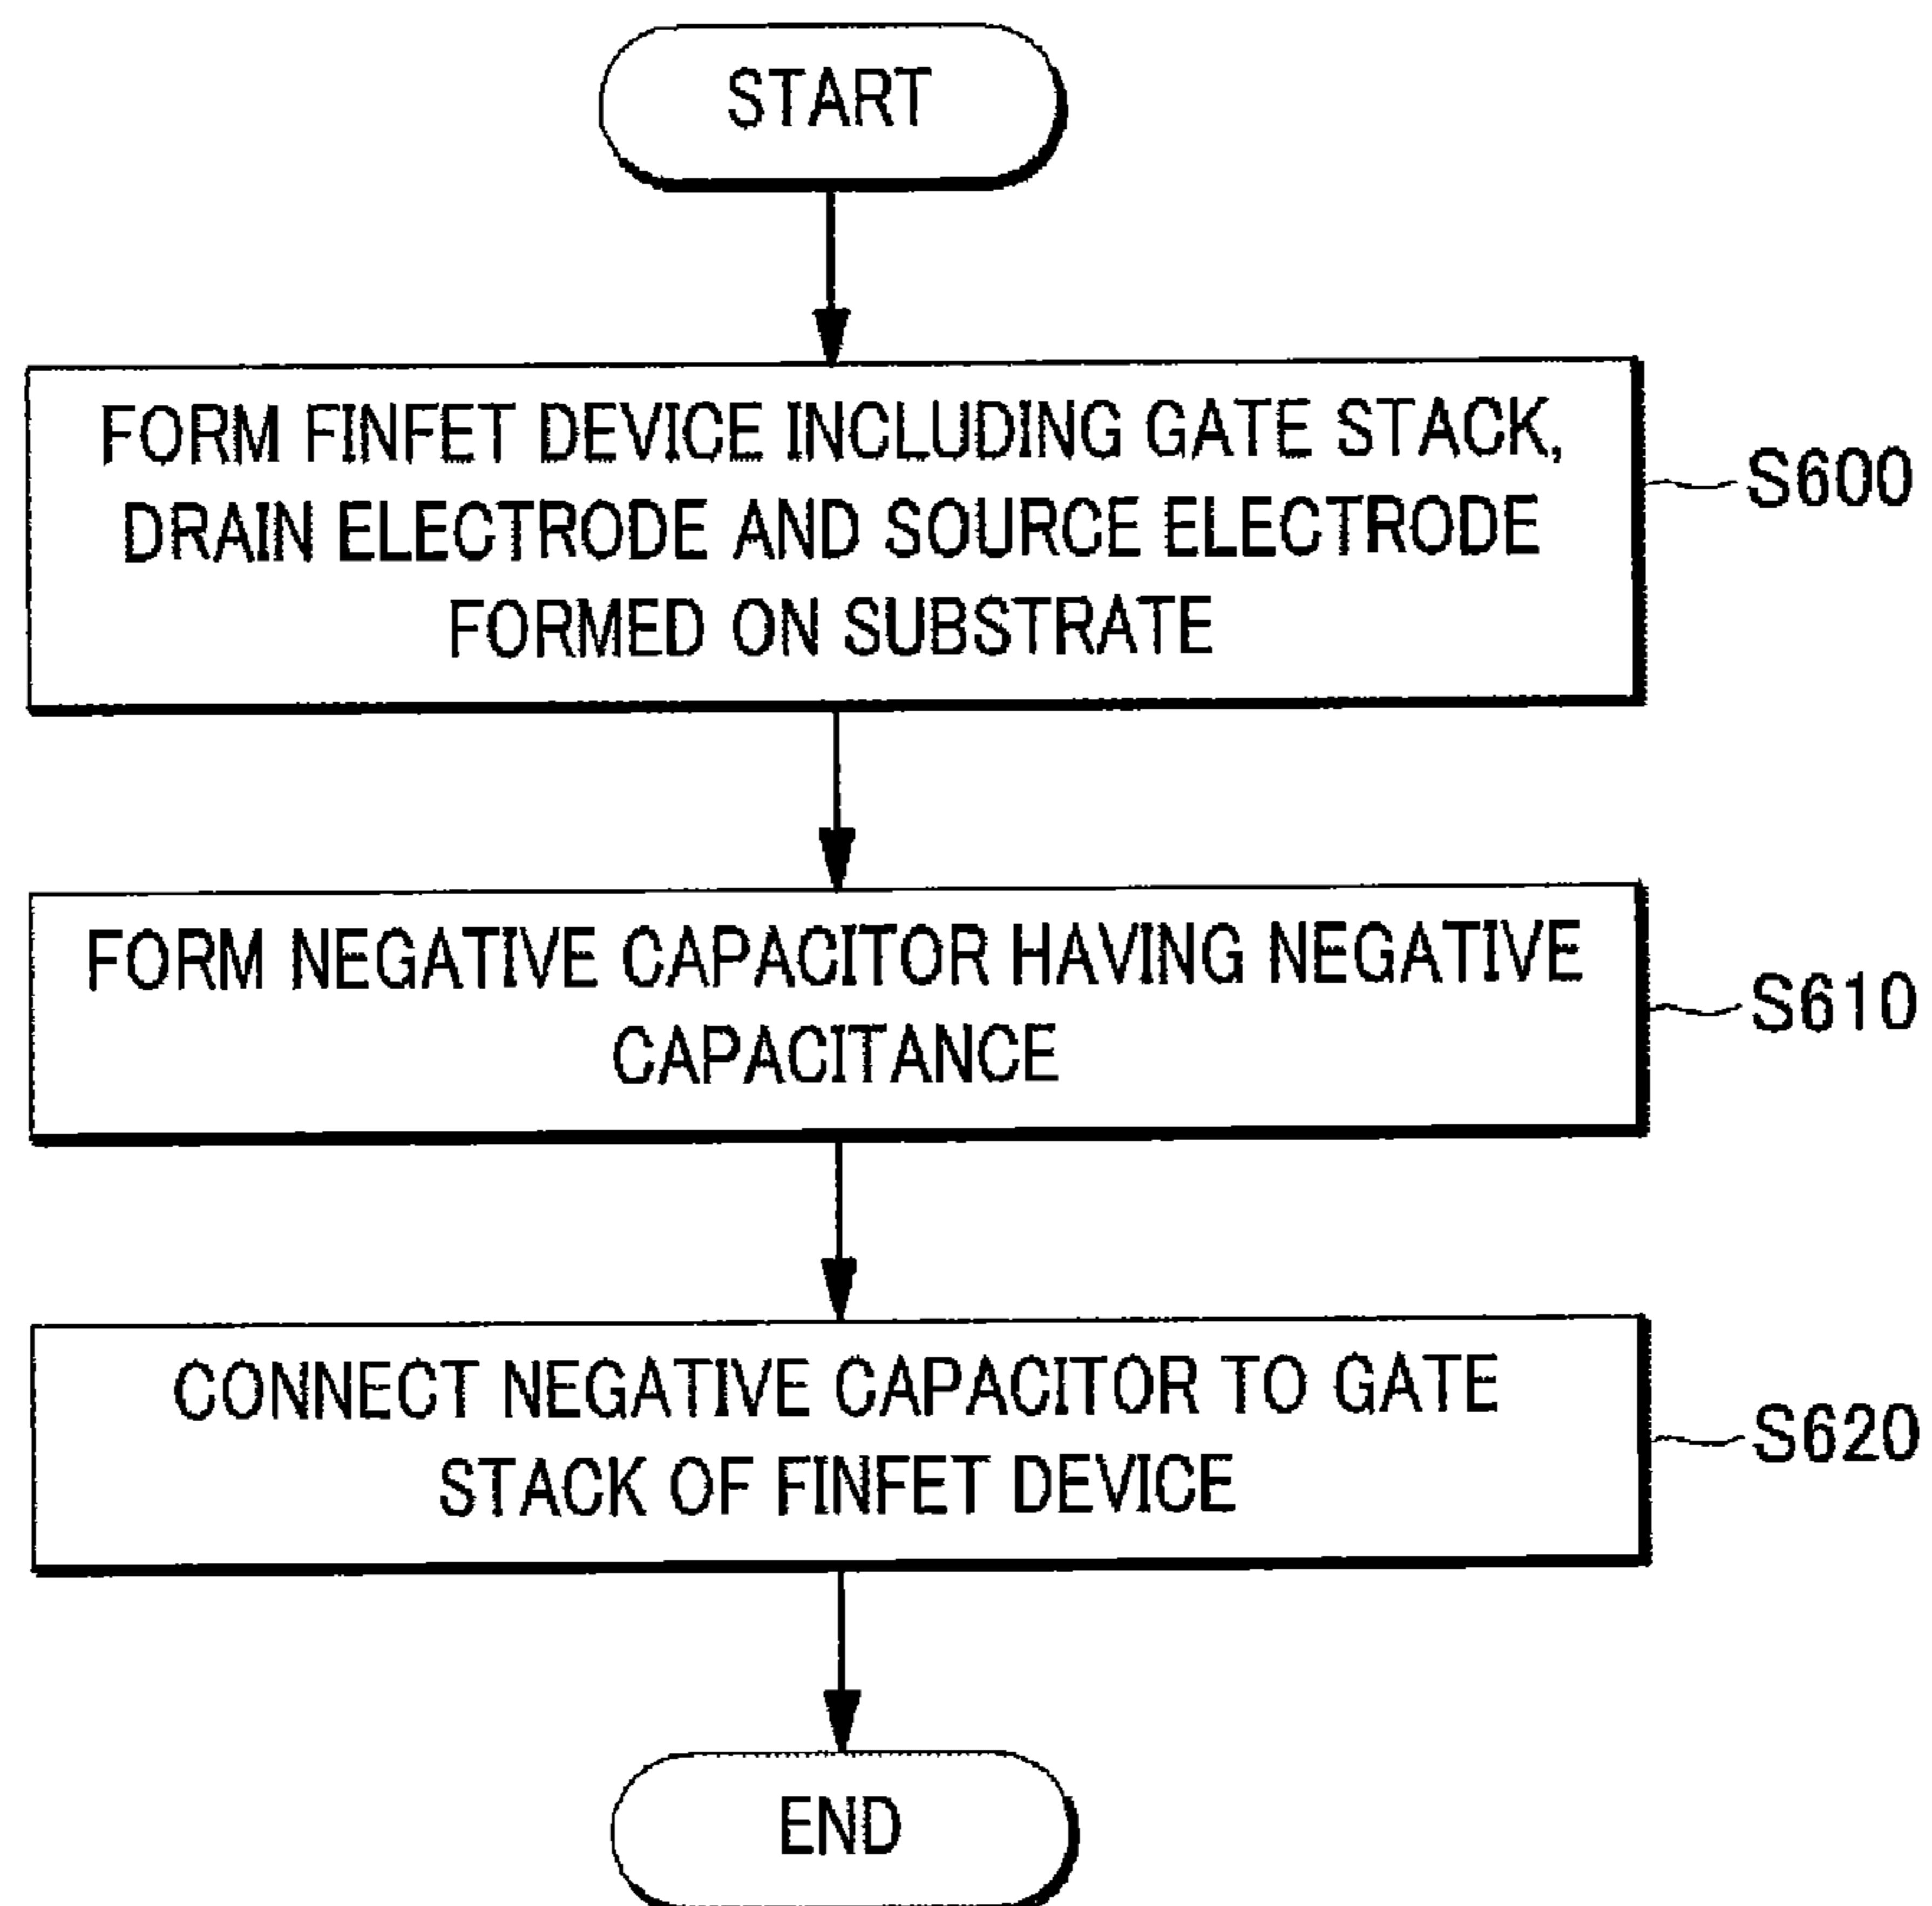 START
FORM FINFET DEVICE INCLUDING GATE STACK,
DRAIN ELECTRODE AND SOURCE ELECTRODE
FORMED ON SUBSTRATE
S600
FORM NEGATIVE CAPACITOR HAVING NEGATIVE
CAPACITANCE
S610
CONNECT NEGATIVE CAPACITOR TO GATE
STACK OF FINFET DEVICE
S620
END